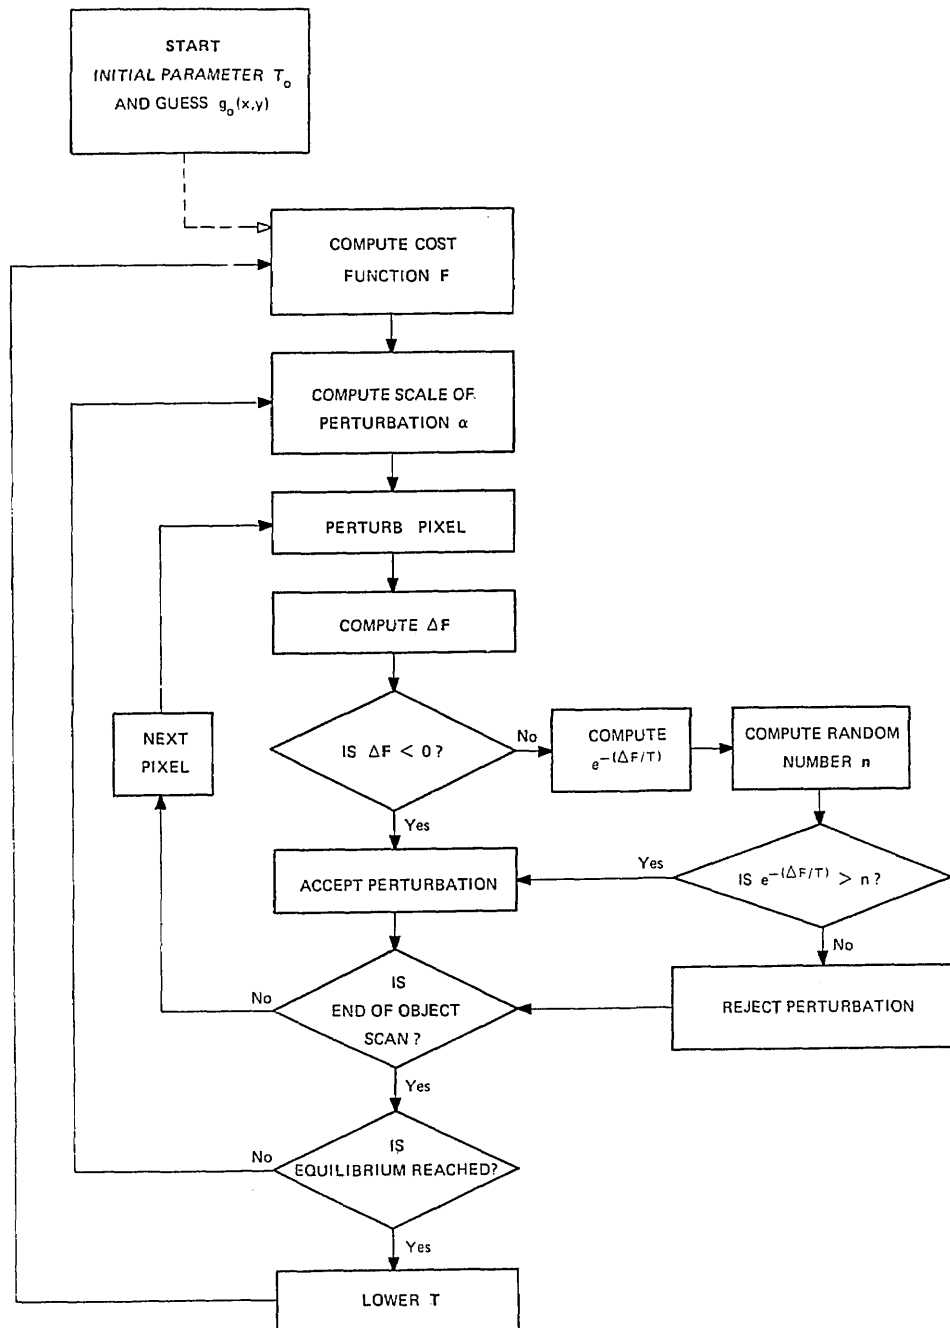 START
INITIAL PARAMETER T₀
AND GUESS g₀(x,y)
COMPUTE COST
FUNCTION F
COMPUTE SCALE OF
PERTURBATION α
PERTURB PIXEL
COMPUTE ΔF
NEXT
PIXEL
IS ΔF < 0?
No
COMPUTE
e^-(ΔF/T)
COMPUTE RANDOM
NUMBER n
Yes
ACCEPT PERTURBATION
Yes
IS e^-(ΔF/T) > n?
No
IS
END OF OBJECT
SCAN?
No
REJECT PERTURBATION
Yes
IS
EQUILIBRIUM REACHED?
No
Yes
LOWER T